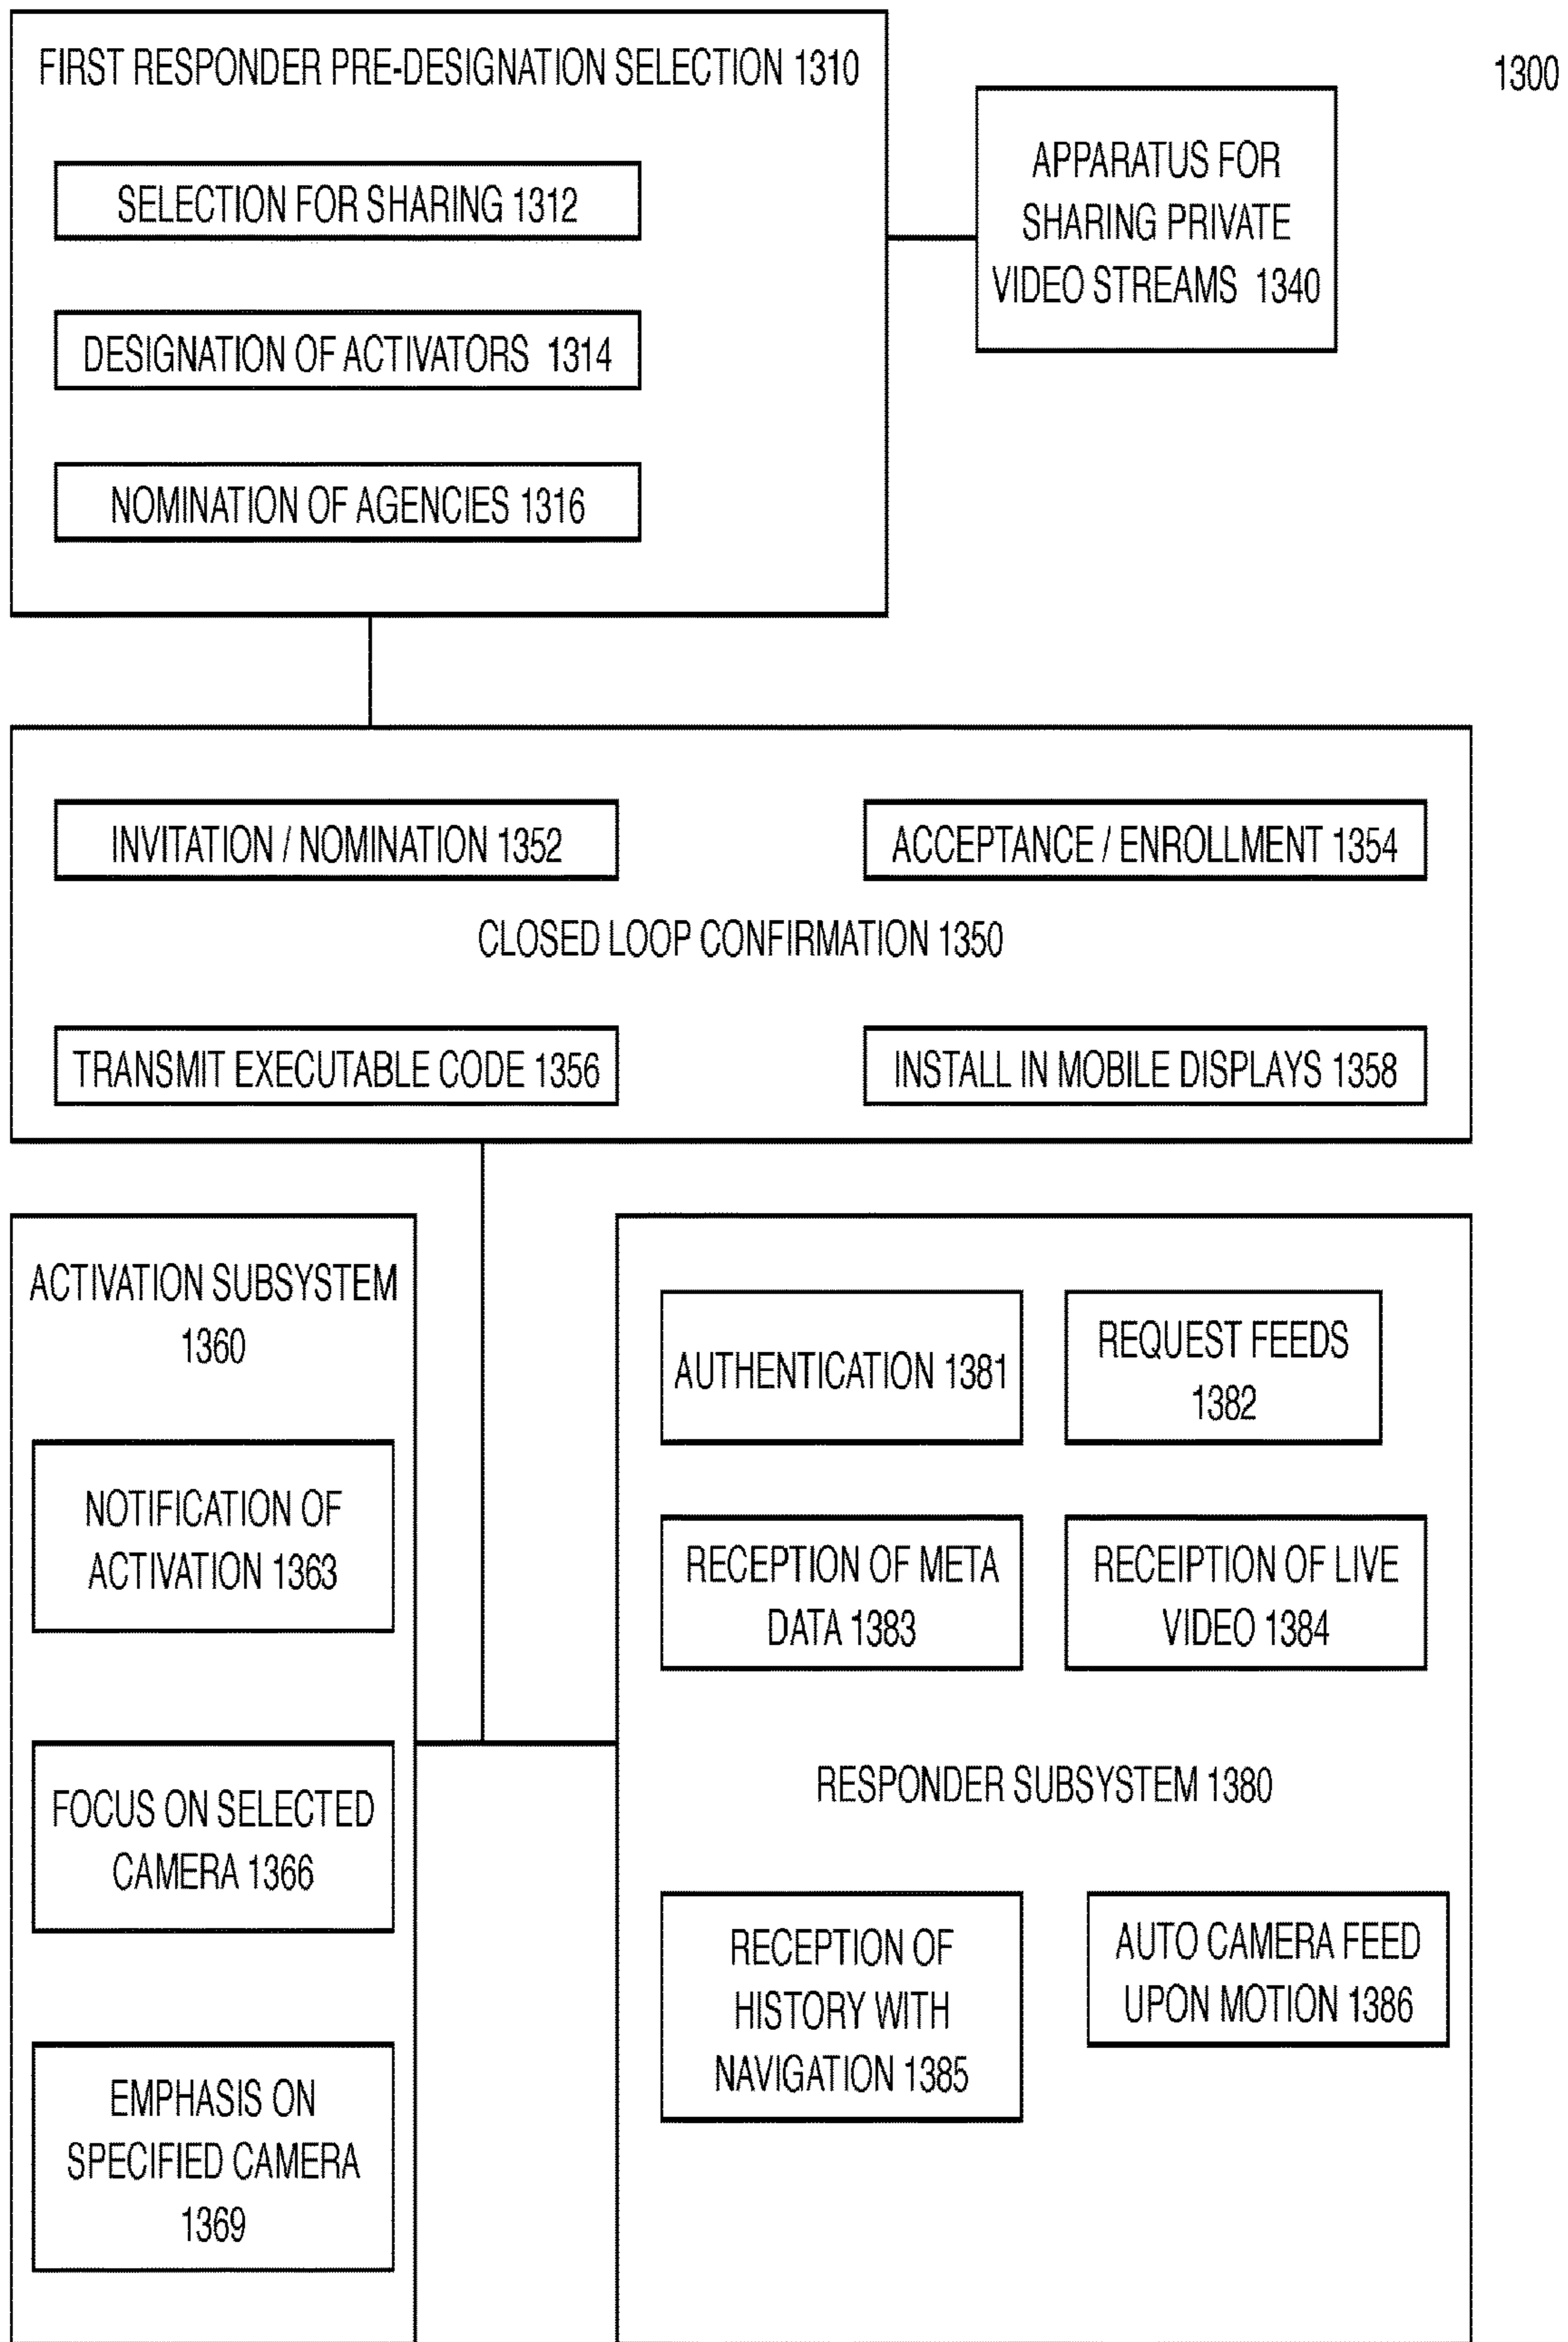 FIRST RESPONDER PRE-DESIGNATION SELECTION 1310
1300
SELECTION FOR SHARING 1312
DESIGNATION OF ACTIVATORS 1314
NOMINATION OF AGENCIES 1316
APPARATUS FOR
SHARING PRIVATE
VIDEO STREAMS 1340
INVITATION / NOMINATION 1352
ACCEPTANCE / ENROLLMENT 1354
CLOSED LOOP CONFIRMATION 1350
TRANSMIT EXECUTABLE CODE 1356
INSTALL IN MOBILE DISPLAYS 1358
ACTIVATION SUBSYSTEM
1360
NOTIFICATION OF
ACTIVATION 1363
FOCUS ON SELECTED
CAMERA 1366
EMPHASIS ON
SPECIFIED CAMERA
1369
AUTHENTICATION 1381
REQUEST FEEDS
1382
RECEPTION OF META
DATA 1383
RECEIPTION OF LIVE
VIDEO 1384
RESPONDER SUBSYSTEM 1380
RECEPTION OF
HISTORY WITH
NAVIGATION 1385
AUTO CAMERA FEED
UPON MOTION 1386